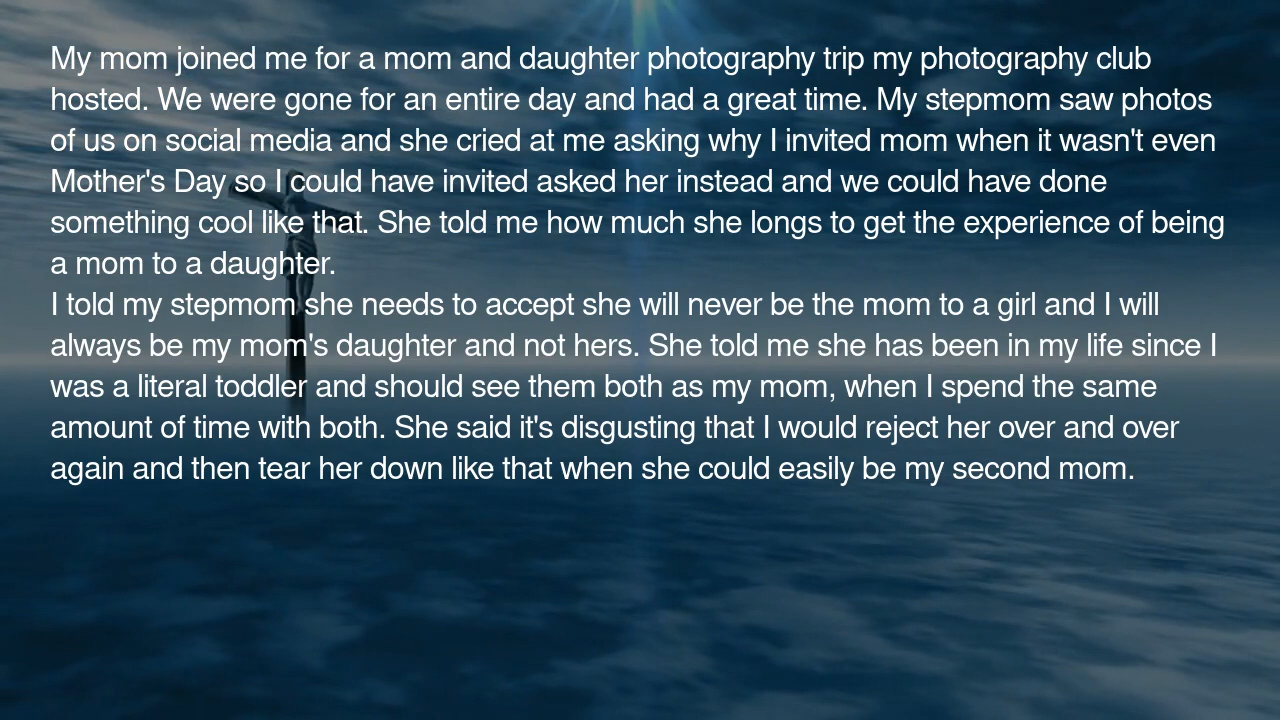 My mom joined me for a mom and daughter photography trip my photography club
hosted. We were gone for an entire day and had a great time. My stepmom saw photos
of us on social media and she cried at me asking why I invited mom when it wasn't even
Mother's Day so I could have invited asked her instead and we could have done
something cool like that. She told me how much she longs to get the experience of being
a mom to a daughter.
I told my stepmom she needs to accept she will never be the mom to a girl and I will
always be my mom's daughter and not hers. She told me she has been in my life since I
was a literal toddler and should see them both as my mom, when I spend the same
amount of time with both. She said it's disgusting that I would reject her over and over
again and then tear her down like that when she could easily be my second mom.